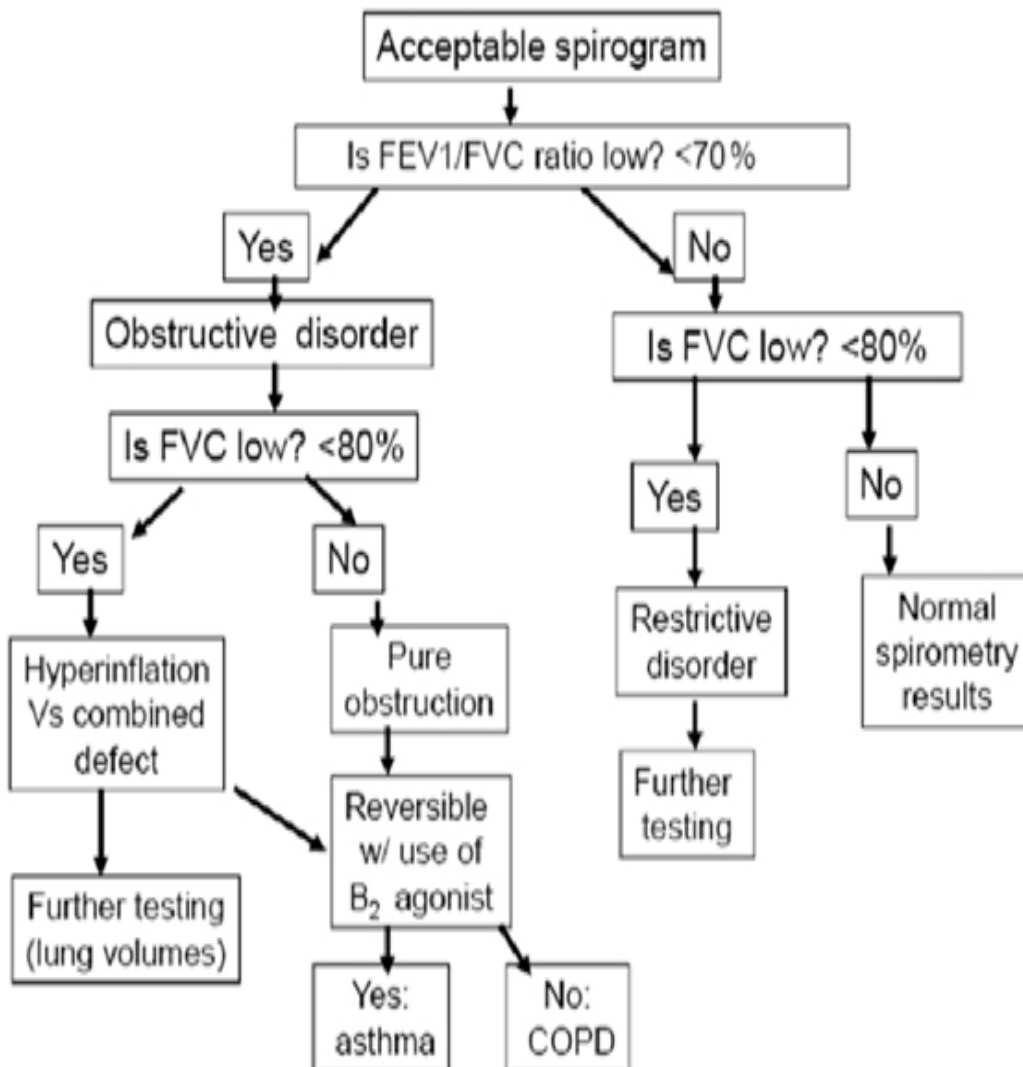 Acceptable spirogram
Is FEV1/FVC ratio low? <70%
Yes
No
Obstructive disorder
Is FVC low? <80%
Is FVC low? <80%
Yes
No
Yes
No
Hyperinflation
Vs combined
defect
Pure
obstruction
Restrictive
disorder
Normal
spirometry
results
Further testing
(lung volumes)
Reversible
w/ use of
B₂ agonist
Further
testing
Yes:
asthma
No:
COPD